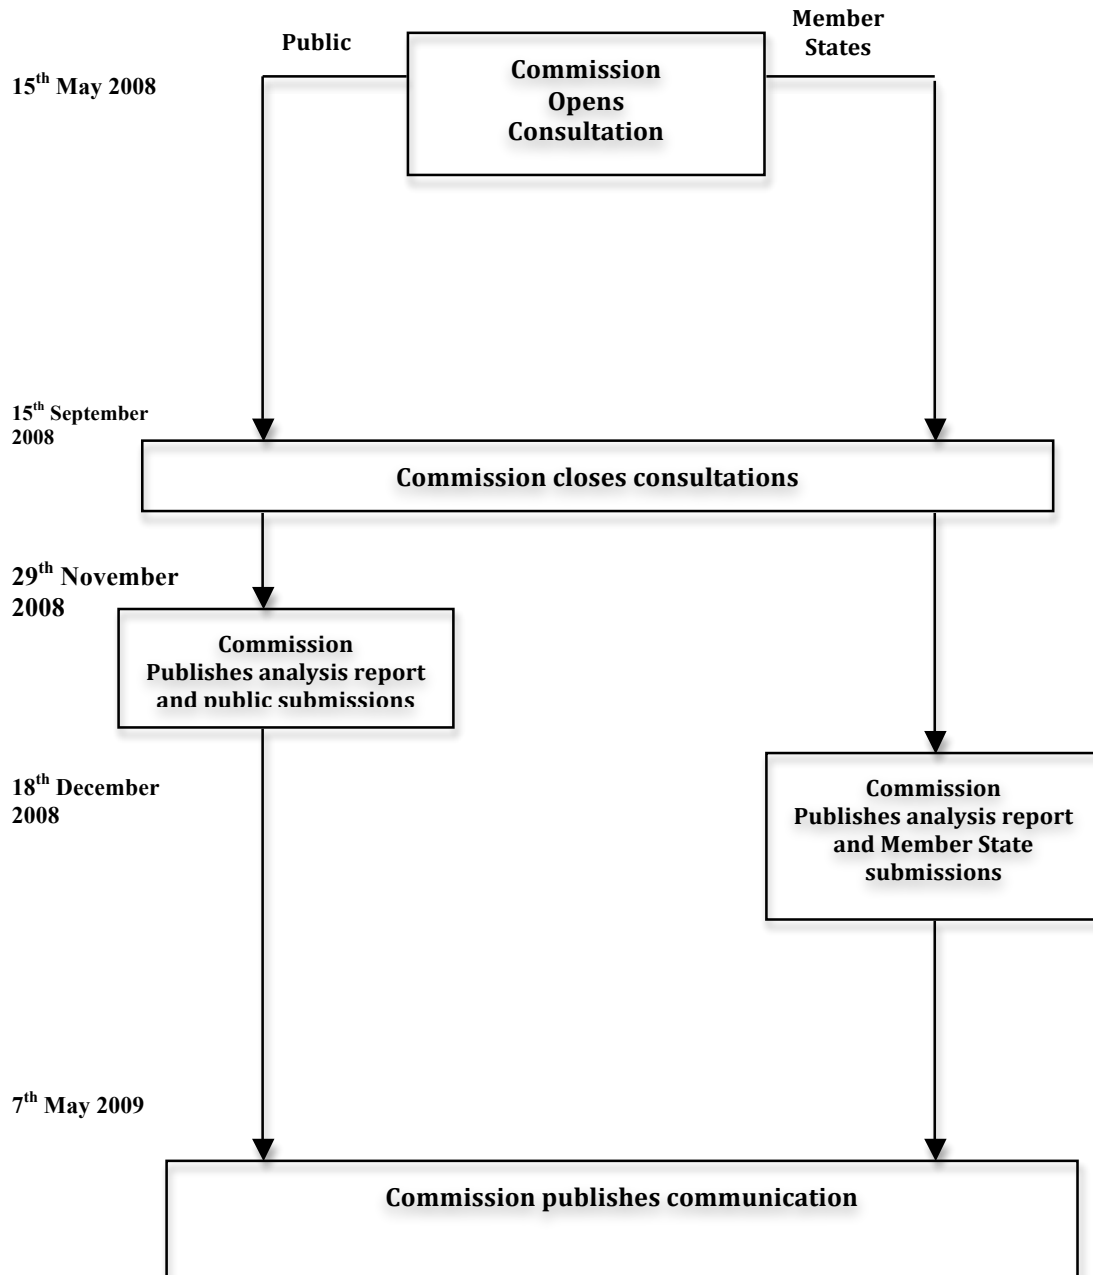 Public
Member
States
15th May 2008
Commission
Opens
Consultation
15th September
2008
Commission closes consultations
29th November
2008
Commission
Publishes analysis report
and public submissions
18th December
2008
Commission
Publishes analysis report
and Member State
submissions
7th May 2009
Commission publishes communication